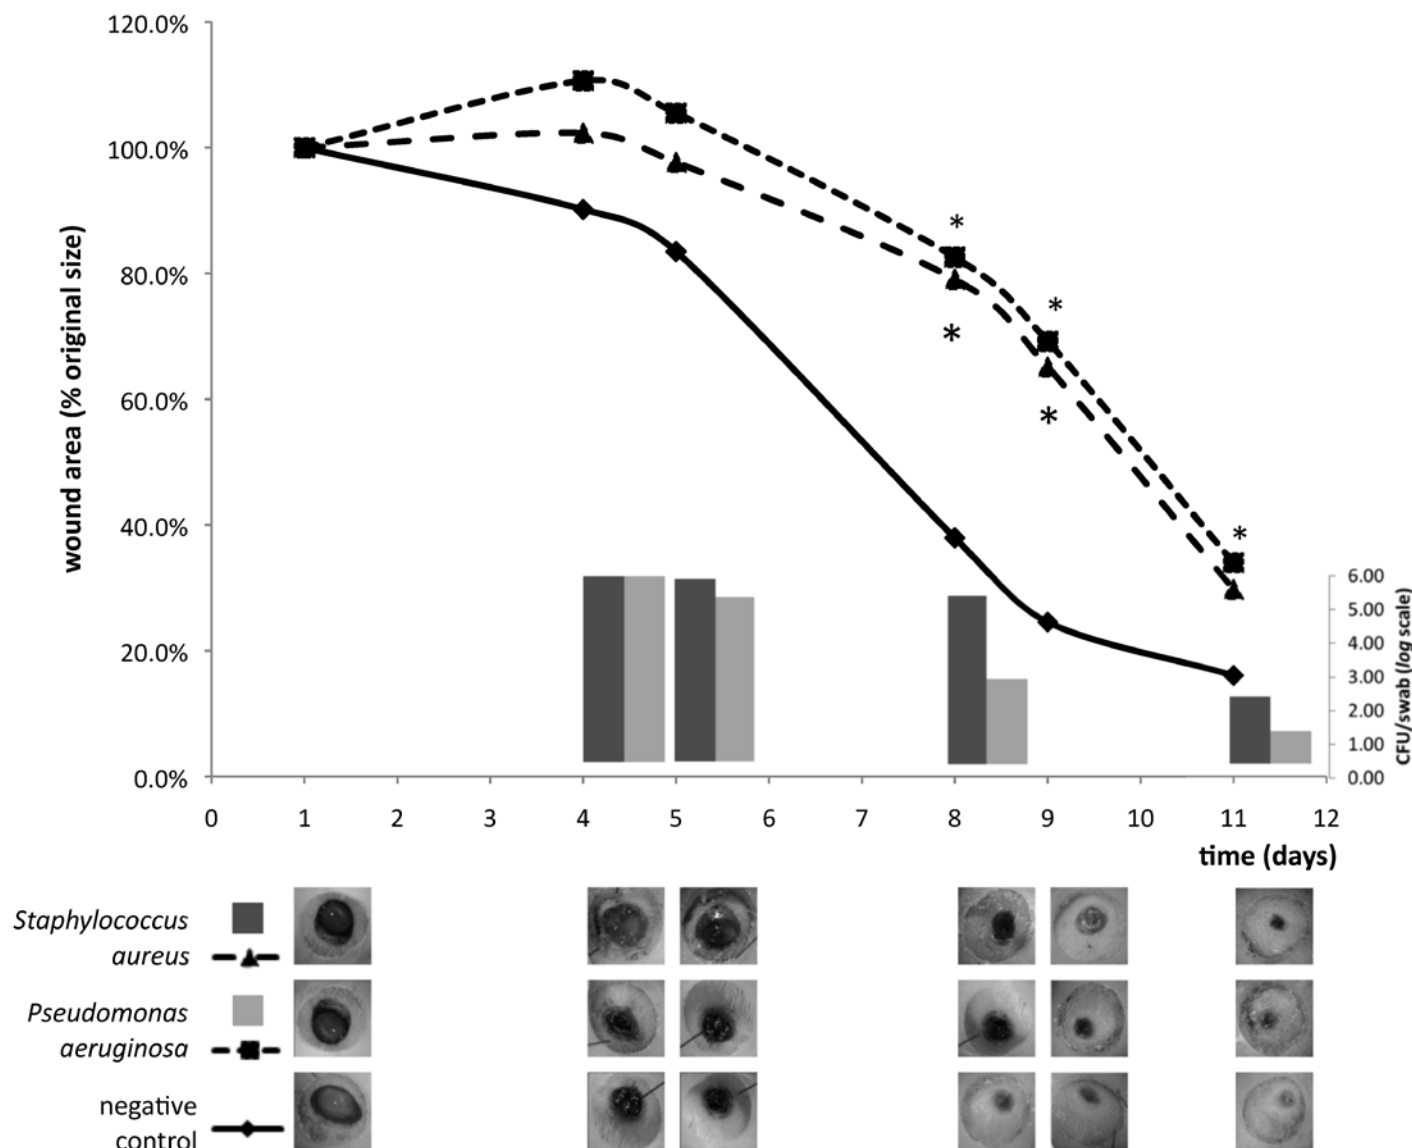 120.0%
100.0%
80.0%
60.0%
40.0%
20.0%
0.0%
wound area (% original size)
*
*
*
*
*
6.00
5.00
4.00
3.00
2.00
1.00
0.00
CFU/swab (log scale)
0 1 2 3 4 5 6 7 8 9 10 11 12
time (days)
Staphylococcus
aureus
Pseudomonas
aeruginosa
negative
control